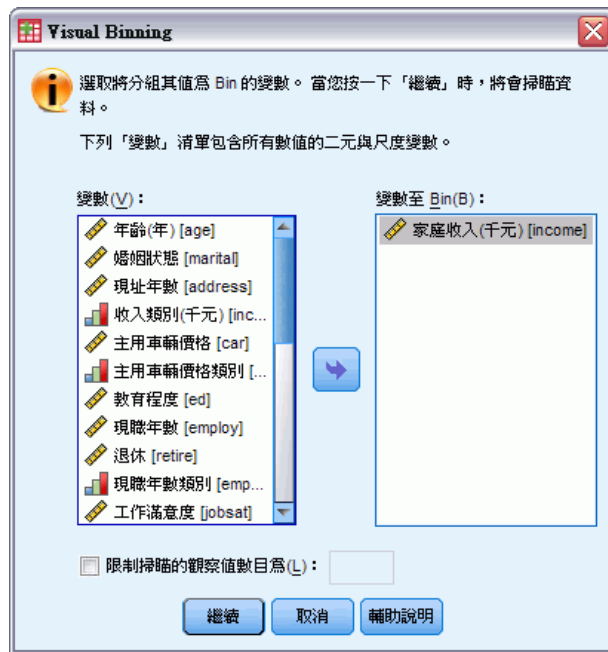 Visual Binning
選取將分組其值為 Bin 的變數。當您按一下「繼續」時，將會掃瞄資
料。
下列「變數」清單包含所有數值的二元與尺度變數。
變數(V)：
年齡(年) [age]
婚姻狀態 [marital]
現址年數 [address]
收入類別(千元) [inc...
主用車輛價格 [car]
主用車輛價格類別 [...
教育程度 [ed]
現職年數 [employ]
退休 [retire]
現職年數類別 [emp...
工作滿意度 [jobsat]
變數至 Bin(B)：
家庭收入(千元) [income]
限制掃瞄的觀察值數目為(L)：
繼續
取消
輔助說明